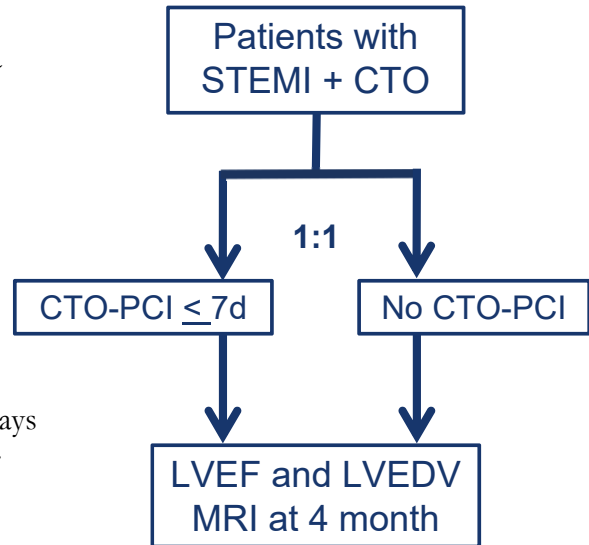 Patients with
STEMI + CTO
1:1
CTO-PCI < 7d
No CTO-PCI
LVEF and LVEDV
MRI at 4 month